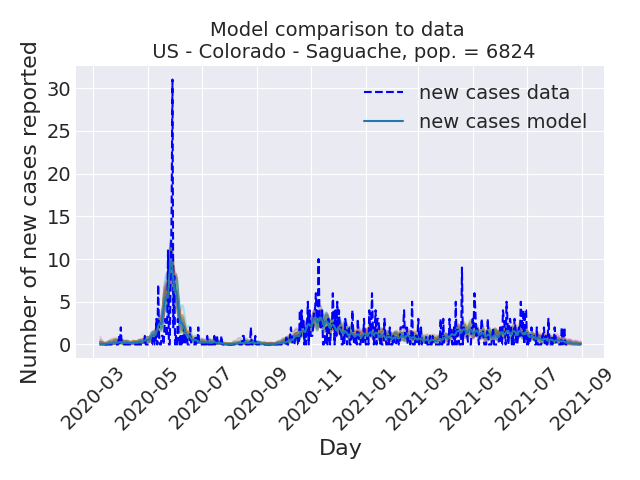 Model comparison to data
US - Colorado - Saguache, pop. = 6824
Number of new cases reported
30
25
20
15
10
5
0
new cases data
new cases model
2020-03
2020-05
2020-07
2020-09
2020-11
2021-01
2021-03
2021-05
2021-07
2021-09
Day